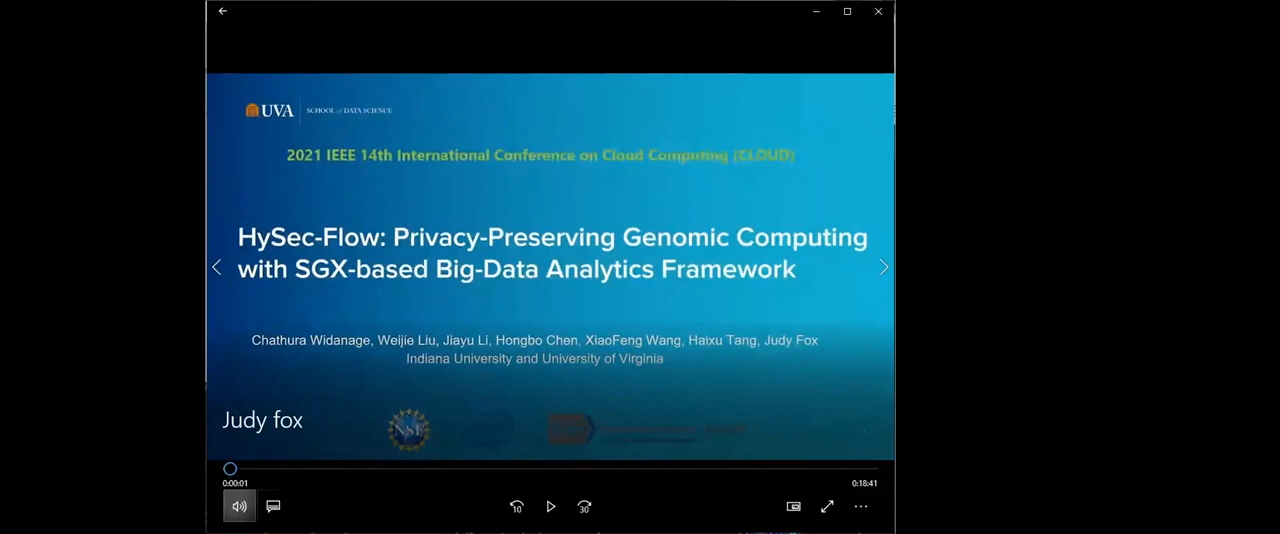 UVA SCHOOL of DATA SCIENCE
2021 IEEE 14th International Conference on Cloud Computing (CLOUD)
HySec-Flow: Privacy-Preserving Genomic Computing
with SGX-based Big-Data Analytics Framework
Chathura Widanage, Weijie Liu, Jiayu Li, Hongbo Chen, XiaoFeng Wang, Haixu Tang, Judy Fox
Indiana University and University of Virginia
Judy fox
NSF
0:00:01
0:18:41
10
30